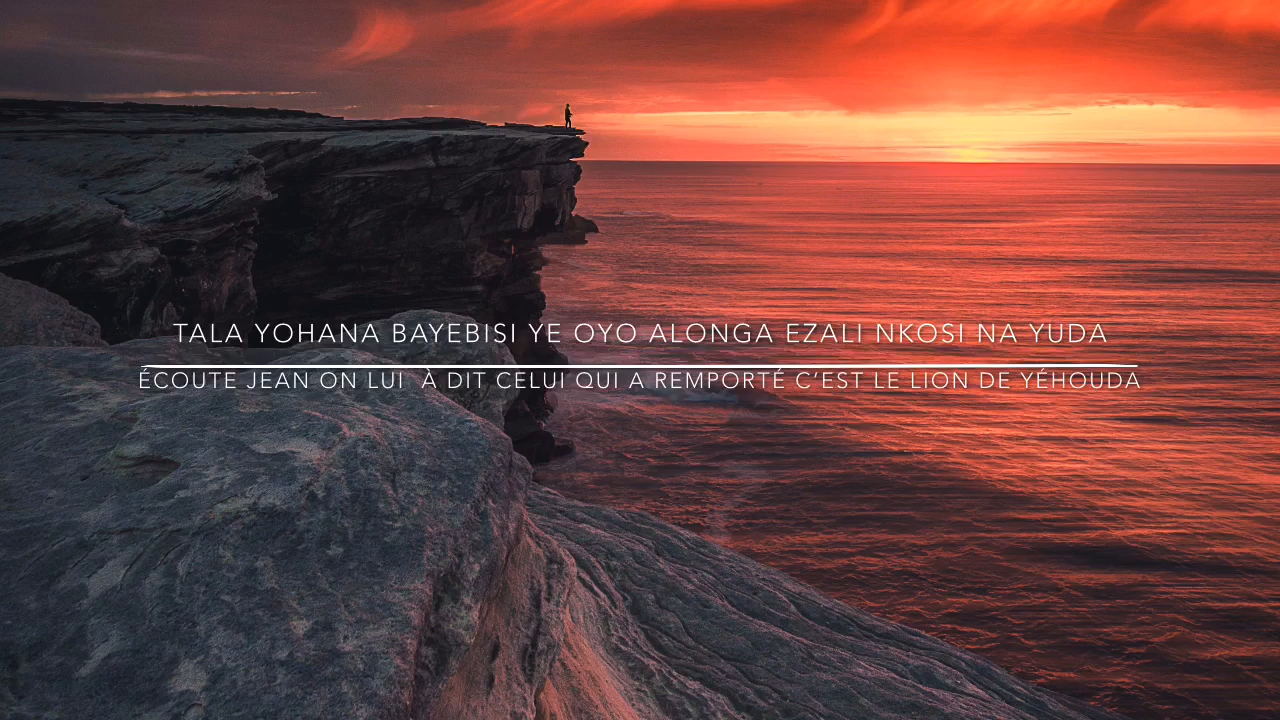 TALA YOHANA BAYEBISI YE OYO ALONGA EZALI NKOSI NA YUDA
ÉCOUTE JEAN ON LUI À DIT CELUI QUI A REMPORTÉ C’EST LE LION DE YÉHOUDA